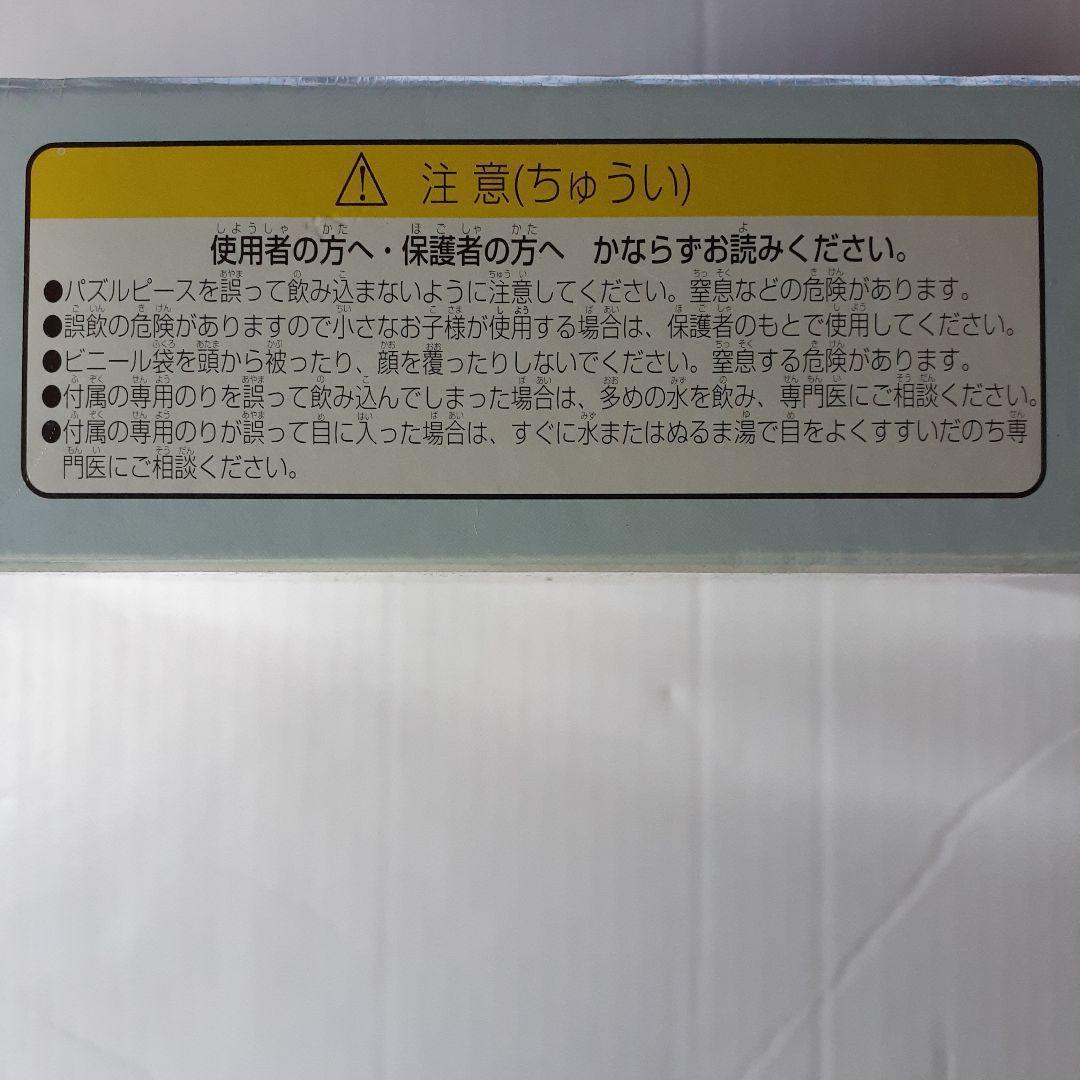 注 意(ちゅうい)
使用者の方へ・保護者の方へ　かならずお読みください。
●パズルピースを誤って飲み込まないように注意してください。窒息などの危険があります。
●誤飲の危険がありますので小さなお子様が使用する場合は、保護者のもとで使用してください。
●ビニール袋を頭から被ったり、顔を覆ったりしないでください。窒息する危険があります。
●付属の専用のりを誤って飲み込んでしまった場合は、多めの水を飲み、専門医にご相談ください。
●付属の専用のりが誤って目に入った場合は、すぐに水またはぬるま湯で目をよくすすいだのち専
門医にご相談ください。